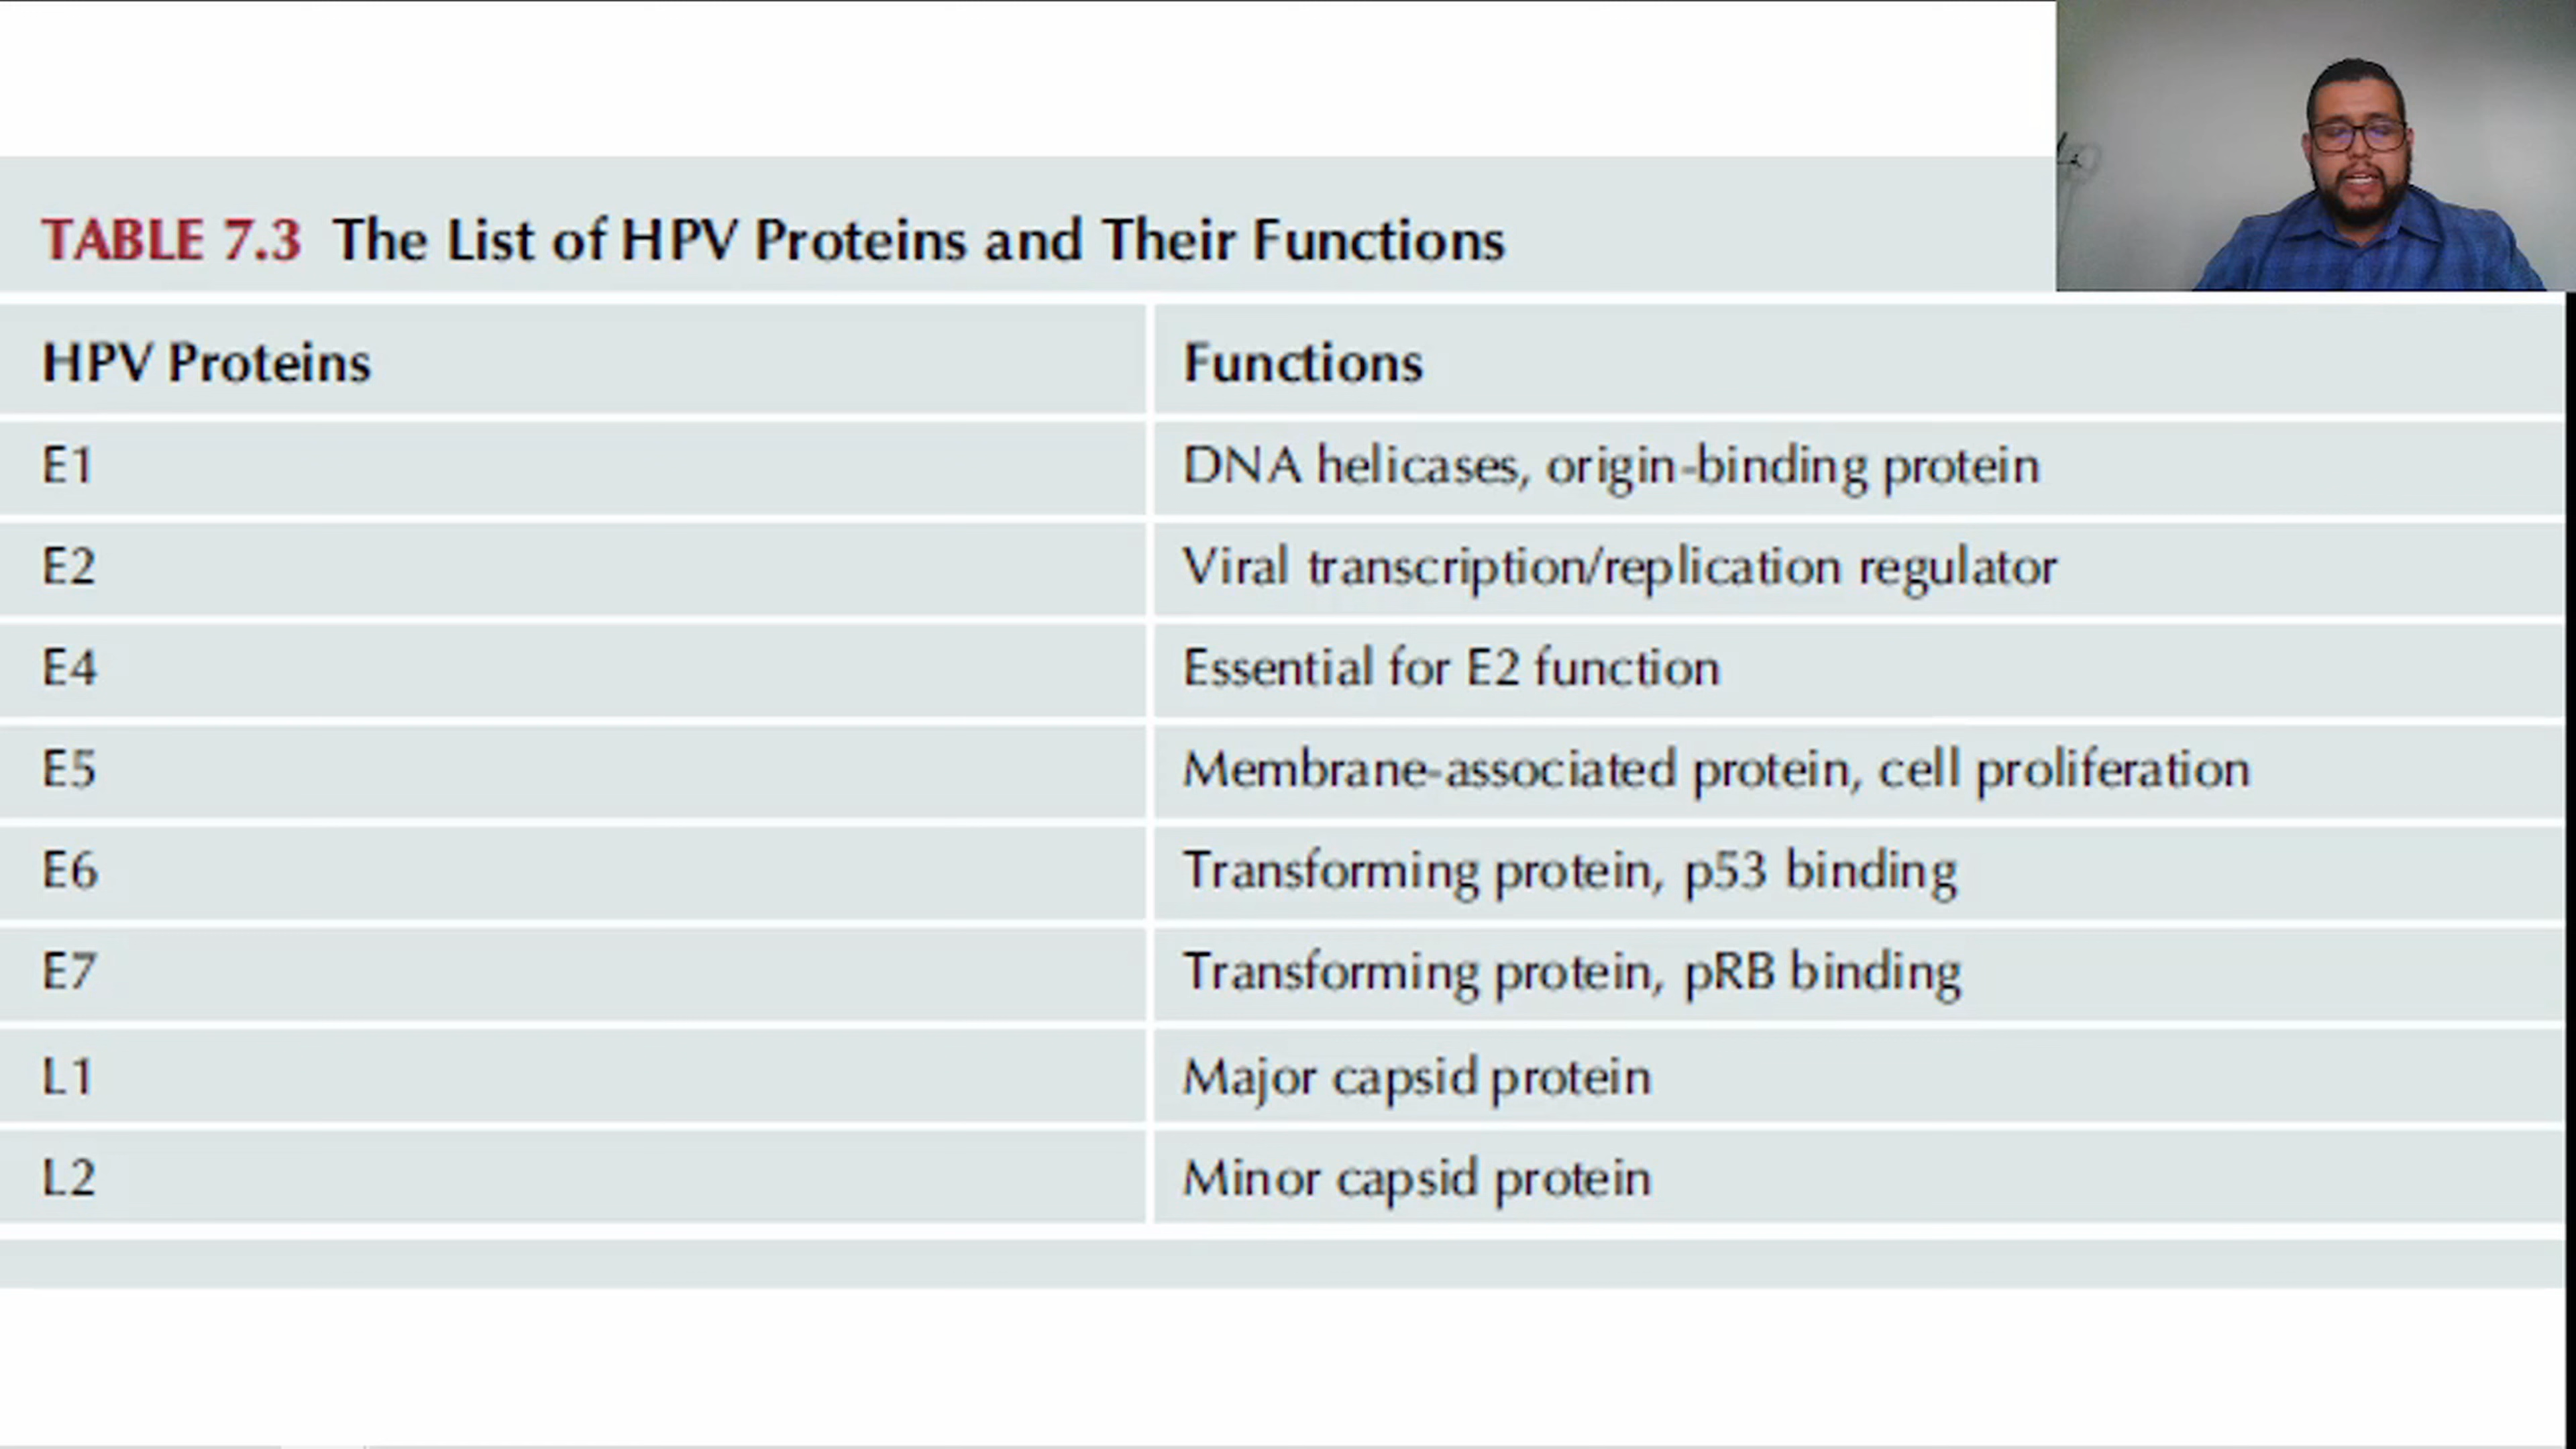 TABLE 7.3 The List of HPV Proteins and Their Functions
HPV Proteins Functions
E1 DNA helicases, origin-binding protein
E2 Viral transcription/replication regulator
E4 Essential for E2 function
E5 Membrane-associated protein, cell proliferation
E6 Transforming protein, p53 binding
E7 Transforming protein, pRB binding
L1 Major capsid protein
L2 Minor capsid protein